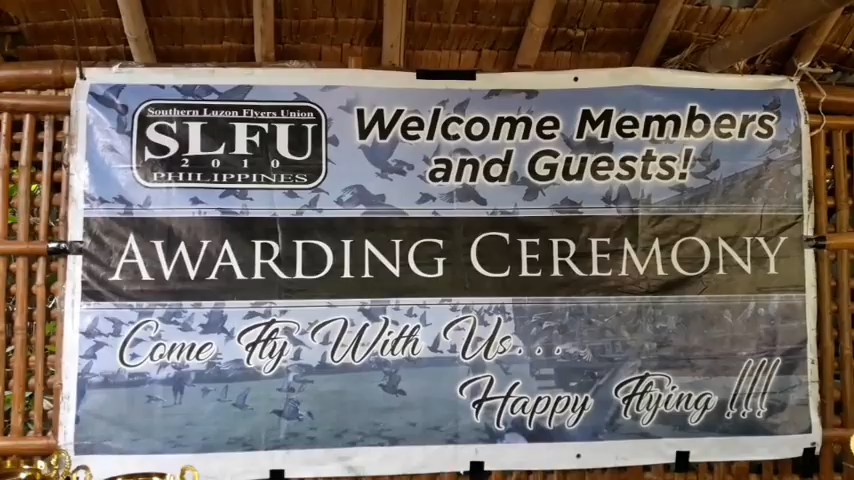 Southern Luzon Flyers Union
SLFU
2010
PHILIPPINES
Welcome Members
and Guests!
AWARDING CEREMONY
Come Fly With Us...
Happy Flying!!!